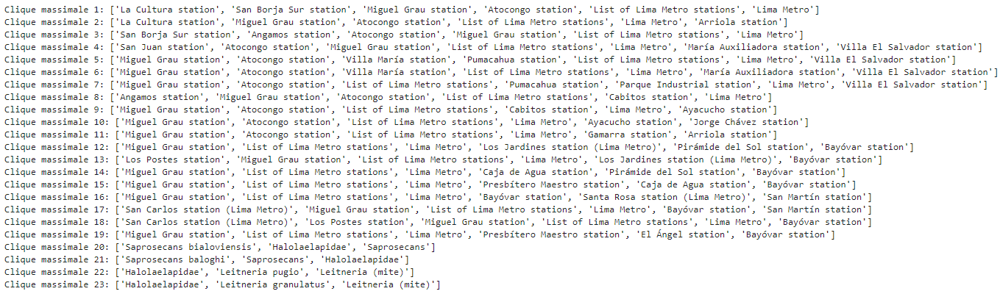 Clique massimale 1: ['La Cultura station', 'San Borja Sur station', 'Miguel Grau station', 'Atocongo station', 'List of Lima Metro stations', 'Lima Metro']
Clique massimale 2: ['La Cultura station', 'Miguel Grau station', 'Atocongo station', 'List of Lima Metro stations', 'Lima Metro', 'Arriola station']
Clique massimale 3: ['San Borja Sur station', 'Angamos station', 'Atocongo station', 'Miguel Grau station', 'List of Lima Metro stations', 'Lima Metro']
Clique massimale 4: ['San Juan station', 'Atocongo station', 'Miguel Grau station', 'List of Lima Metro stations', 'Lima Metro', 'María Auxiliadora station', 'Villa El Salvador station']
Clique massimale 5: ['Miguel Grau station', 'Atocongo station', 'Villa María station', 'Pumacahua station', 'List of Lima Metro stations', 'Lima Metro', 'Villa El Salvador station']
Clique massimale 6: ['Miguel Grau station', 'Atocongo station', 'Villa María station', 'List of Lima Metro stations', 'Lima Metro', 'María Auxiliadora station', 'Villa El Salvador station']
Clique massimale 7: ['Miguel Grau station', 'Atocongo station', 'List of Lima Metro stations', 'Pumacahua station', 'Parque Industrial station', 'Lima Metro', 'Villa El Salvador station']
Clique massimale 8: ['Angamos station', 'Miguel Grau station', 'Atocongo station', 'List of Lima Metro stations', 'Cabitos station', 'Lima Metro']
Clique massimale 9: ['Miguel Grau station', 'Atocongo station', 'List of Lima Metro stations', 'Cabitos station', 'Lima Metro', 'Ayacucho station']
Clique massimale 10: ['Miguel Grau station', 'Atocongo station', 'List of Lima Metro stations', 'Lima Metro', 'Ayacucho station', 'Jorge Chávez station']
Clique massimale 11: ['Miguel Grau station', 'Atocongo station', 'List of Lima Metro stations', 'Lima Metro', 'Gamarra station', 'Arriola station']
Clique massimale 12: ['Miguel Grau station', 'List of Lima Metro stations', 'Lima Metro', 'Los Jardines station (Lima Metro)', 'Pirámide del Sol station', 'Bayóvar station']
Clique massimale 13: ['Los Postes station', 'Miguel Grau station', 'List of Lima Metro stations', 'Lima Metro', 'Los Jardines station (Lima Metro)', 'Bayóvar station']
Clique massimale 14: ['Miguel Grau station', 'List of Lima Metro stations', 'Lima Metro', 'Caja de Agua station', 'Pirámide del Sol station', 'Bayóvar station']
Clique massimale 15: ['Miguel Grau station', 'List of Lima Metro stations', 'Lima Metro', 'Presbítero Maestro station', 'Caja de Agua station', 'Bayóvar station']
Clique massimale 16: ['Miguel Grau station', 'List of Lima Metro stations', 'Lima Metro', 'Bayóvar station', 'Santa Rosa station (Lima Metro)', 'San Martín station']
Clique massimale 17: ['San Carlos station (Lima Metro)', 'Miguel Grau station', 'List of Lima Metro stations', 'Lima Metro', 'Bayóvar station', 'San Martín station']
Clique massimale 18: ['San Carlos station (Lima Metro)', 'Los Postes station', 'Miguel Grau station', 'List of Lima Metro stations', 'Lima Metro', 'Bayóvar station']
Clique massimale 19: ['Miguel Grau station', 'List of Lima Metro stations', 'Lima Metro', 'Presbítero Maestro station', 'El Ángel station', 'Bayóvar station']
Clique massimale 20: ['Saprosecans bialoviensis', 'Halolaelapidae', 'Saprosecans']
Clique massimale 21: ['Saprosecans baloghi', 'Saprosecans', 'Halolaelapidae']
Clique massimale 22: ['Halolaelapidae', 'Leitneria pugio', 'Leitneria (mite)']
Clique massimale 23: ['Halolaelapidae', 'Leitneria granulatus', 'Leitneria (mite)']